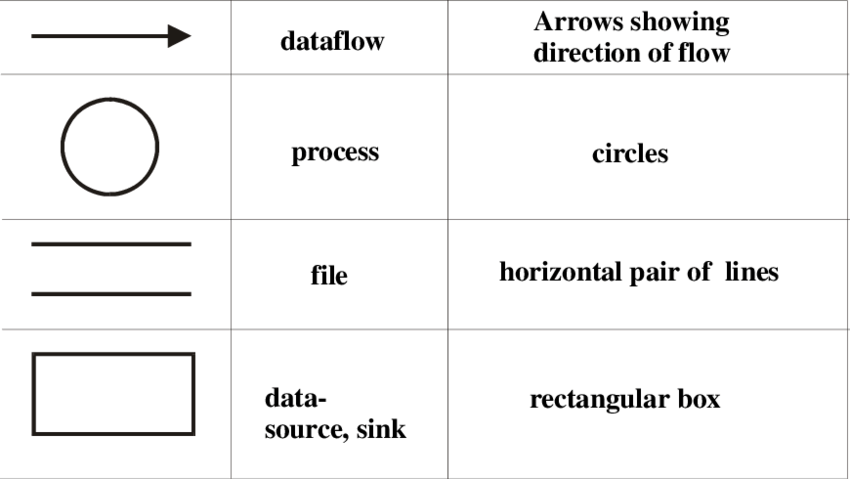 dataflow
Arrows showing
direction of flow
process
circles
file
horizontal pair of lines
data-
source, sink
rectangular box